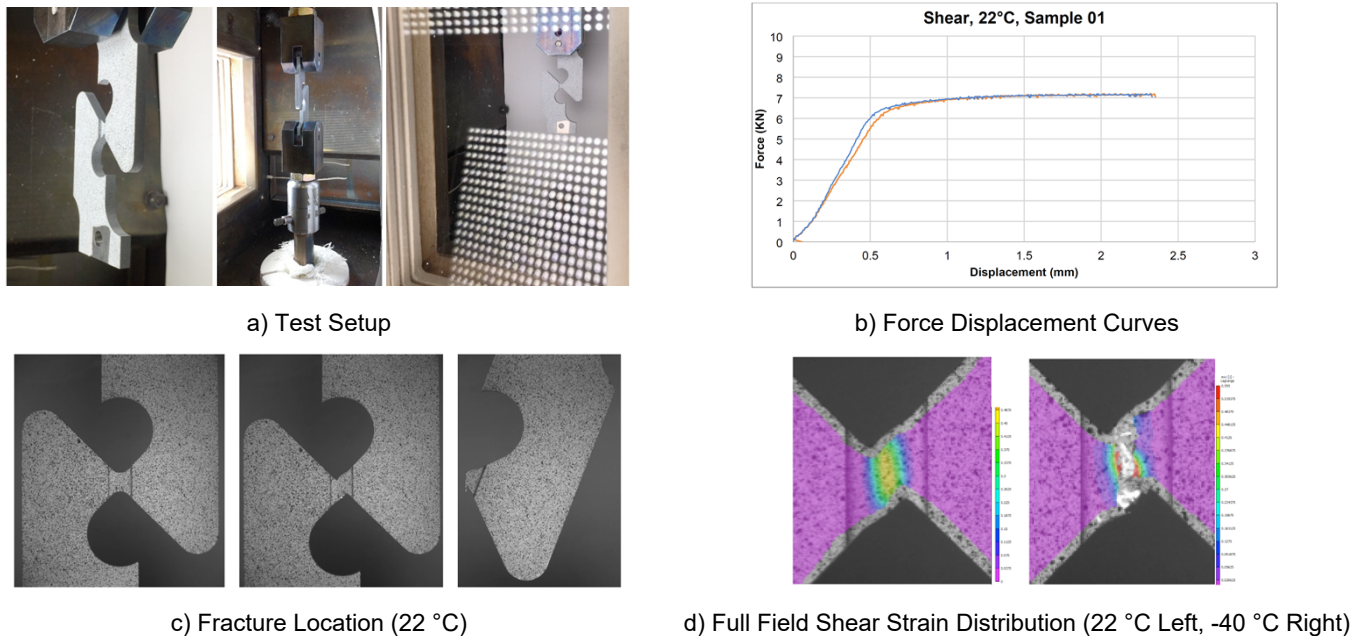 Shear, 22°C, Sample 01
10
9
8
7
6
5
4
3
2
1
0
Force (KN)
0 0.5 1 1.5 2 2.5 3
Displacement (mm)
a) Test Setup
b) Force Displacement Curves
c) Fracture Location (22 °C)
d) Full Field Shear Strain Distribution (22 °C Left, -40 °C Right)